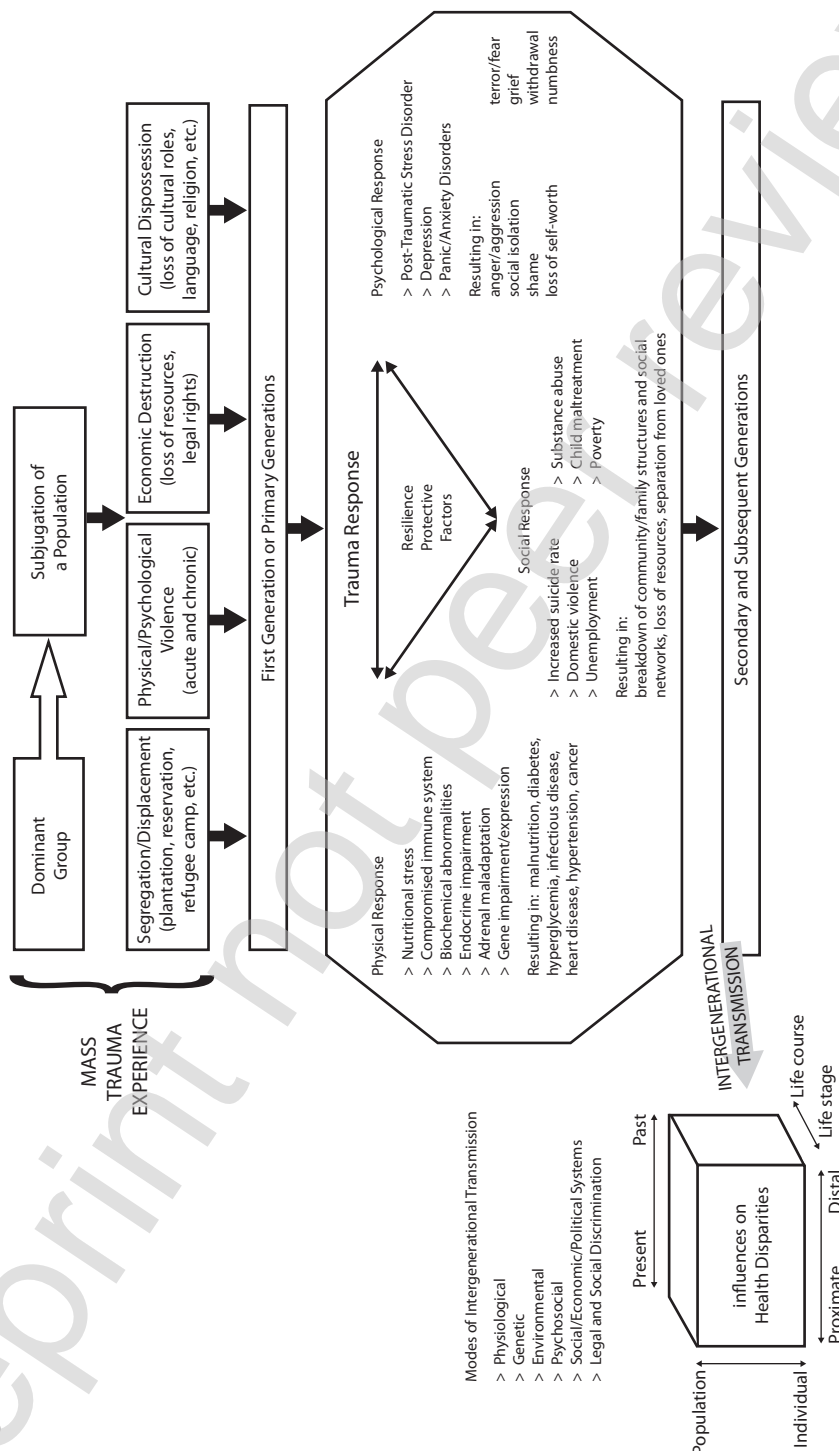 MASS
TRAUMA
EXPERIENCE
Dominant
Group
Subjugation of
a Population
Segregation/Displacement
(plantation, reservation,
refugee camp, etc.)
Physical/Psychological
Violence
(acute and chronic)
Economic Destruction
(loss of resources,
legal rights)
Cultural Dispossession
(loss of cultural roles,
language, religion, etc.)
First Generation or Primary Generations
Trauma Response
Resilience
Protective
Factors
Physical Response
> Nutritional stress
> Compromised immune system
> Biochemical abnormalities
> Endocrine impairment
> Adrenal maladaptation
> Gene impairment/expression
Resulting in: malnutrition, diabetes,
hyperglycemia, infectious disease,
heart disease, hypertension, cancer
Social Response
> Increased suicide rate
> Domestic violence
> Unemployment
> Substance abuse
> Child maltreatment
> Poverty
Resulting in:
breakdown of community/family structures and social
networks, loss of resources, separation from loved ones
Psychological Response
> Post-Traumatic Stress Disorder
> Depression
> Panic/Anxiety Disorders
Resulting in:
anger/aggression
social isolation
shame
loss of self-worth
terror/fear
grief
withdrawal
numbness
Secondary and Subsequent Generations
INTERGENERATIONAL
TRANSMISSION
Modes of Intergenerational Transmission
> Physiological
> Genetic
> Environmental
> Psychosocial
> Social/Economic/Political Systems
> Legal and Social Discrimination
Present
Past
Population
Individual
influences on
Health Disparities
Life course
Life stage
Proximate
Distal
eprint not peer revie